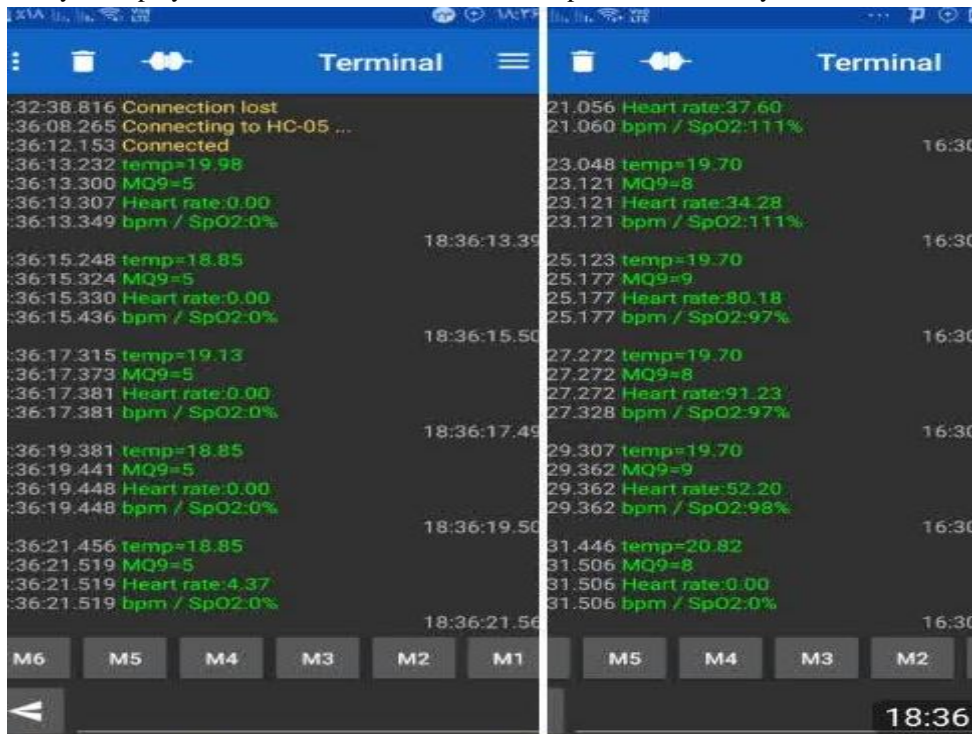 Terminal
:32:38.816 Connection lost
:36:08.265 Connecting to HC-05 ...
:36:12.153 Connected
:36:13.232 temp=19.98
:36:13.300 MQ9=5
:36:13.307 Heart rate:0.00
:36:13.349 bpm / SpO2:0%
18:36:13.39
:36:15.248 temp=18.85
:36:15.324 MQ9=5
:36:15.330 Heart rate:0.00
:36:15.436 bpm / SpO2:0%
18:36:15.50
:36:17.315 temp=19.13
:36:17.373 MQ9=5
:36:17.381 Heart rate:0.00
:36:17.381 bpm / SpO2:0%
18:36:17.49
:36:19.381 temp=18.85
:36:19.441 MQ9=5
:36:19.448 Heart rate:0.00
:36:19.448 bpm / SpO2:0%
18:36:19.50
:36:21.456 temp=18.85
:36:21.519 MQ9=5
:36:21.519 Heart rate:4.37
:36:21.519 bpm / SpO2:0%
18:36:21.56
M6 M5 M4 M3 M2 M1
Terminal
21.056 Heart rate:37.60
21.060 bpm / SpO2:111%
16:30
23.048 temp=19.70
23.121 MQ9=8
23.121 Heart rate:34.28
23.121 bpm / SpO2:111%
16:30
25.123 temp=19.70
25.177 MQ9=9
25.177 Heart rate:80.18
25.177 bpm / SpO2:97%
16:30
27.272 temp=19.70
27.272 MQ9=8
27.272 Heart rate:91.23
27.328 bpm / SpO2:97%
16:30
29.307 temp=19.70
29.362 MQ9=9
29.362 Heart rate:52.20
29.362 bpm / SpO2:98%
16:30
31.446 temp=20.82
31.506 MQ9=8
31.506 Heart rate:0.00
31.506 bpm / SpO2:0%
16:30
M5 M4 M3 M2
18:36